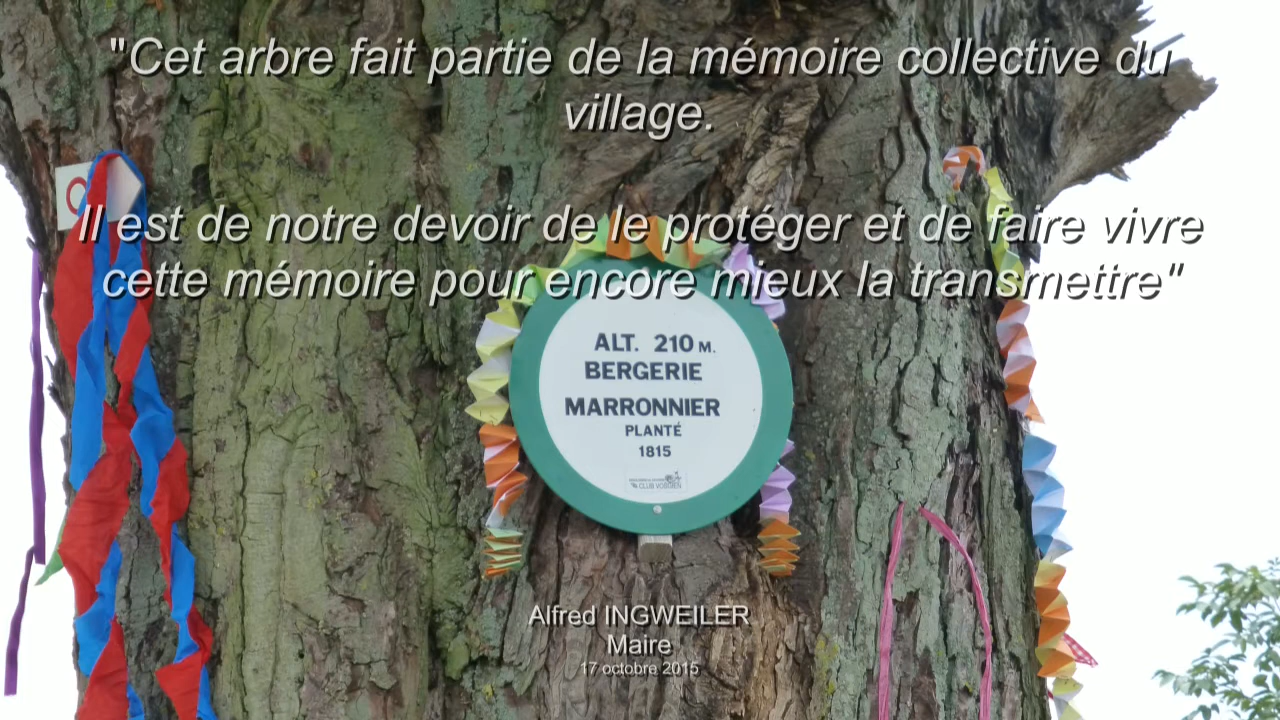 "Cet arbre fait partie de la mémoire collective du
village.
Il est de notre devoir de le protéger et de faire vivre
cette mémoire pour encore mieux la transmettre"
ALT. 210 M.
BERGERIE
MARRONNIER
PLANTÉ
1815
CLUB VOSGIEN
Alfred INGWEILER
Maire
17 octobre 2015